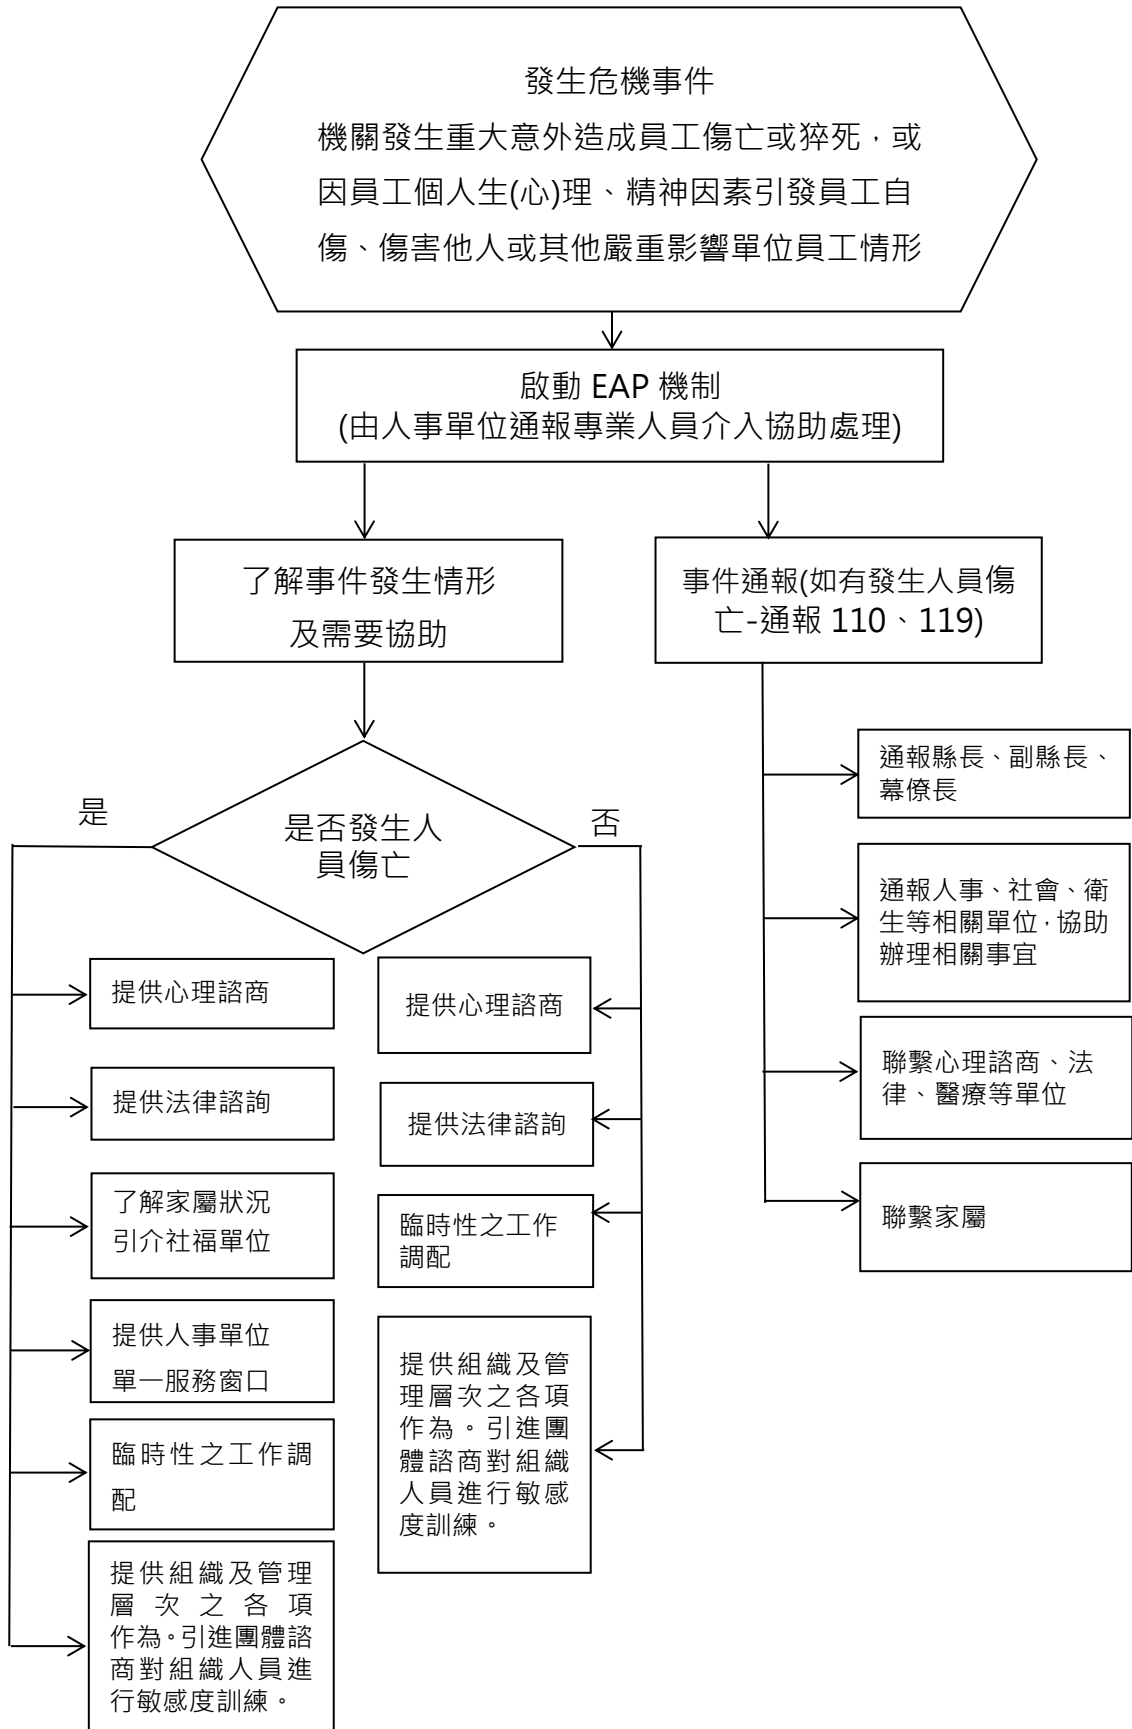 發生危機事件
機關發生重大意外造成員工傷亡或猝死，或
因員工個人生(心)理、精神因素引發員工自
傷、傷害他人或其他嚴重影響單位員工情形
啟動 EAP 機制
(由人事單位通報專業人員介入協助處理)
了解事件發生情形
及需要協助
事件通報(如有發生人員傷
亡-通報 110、119)
是
是否發生人
員傷亡
否
通報縣長、副縣長、
幕僚長
通報人事、社會、衛
生等相關單位，協助
辦理相關事宜
聯繫心理諮商、法
律、醫療等單位
聯繫家屬
提供心理諮商
提供法律諮詢
了解家屬狀況
引介社福單位
提供人事單位
單一服務窗口
臨時性之工作調
配
提供組織及管理
層次之各項
作為。引進團體諮
商對組織人員進
行敏感度訓練。
提供心理諮商
提供法律諮詢
臨時性之工作
調配
提供組織及管
理層次之各項
作為。引進團
體諮商對組織
人員進行敏感
度訓練。